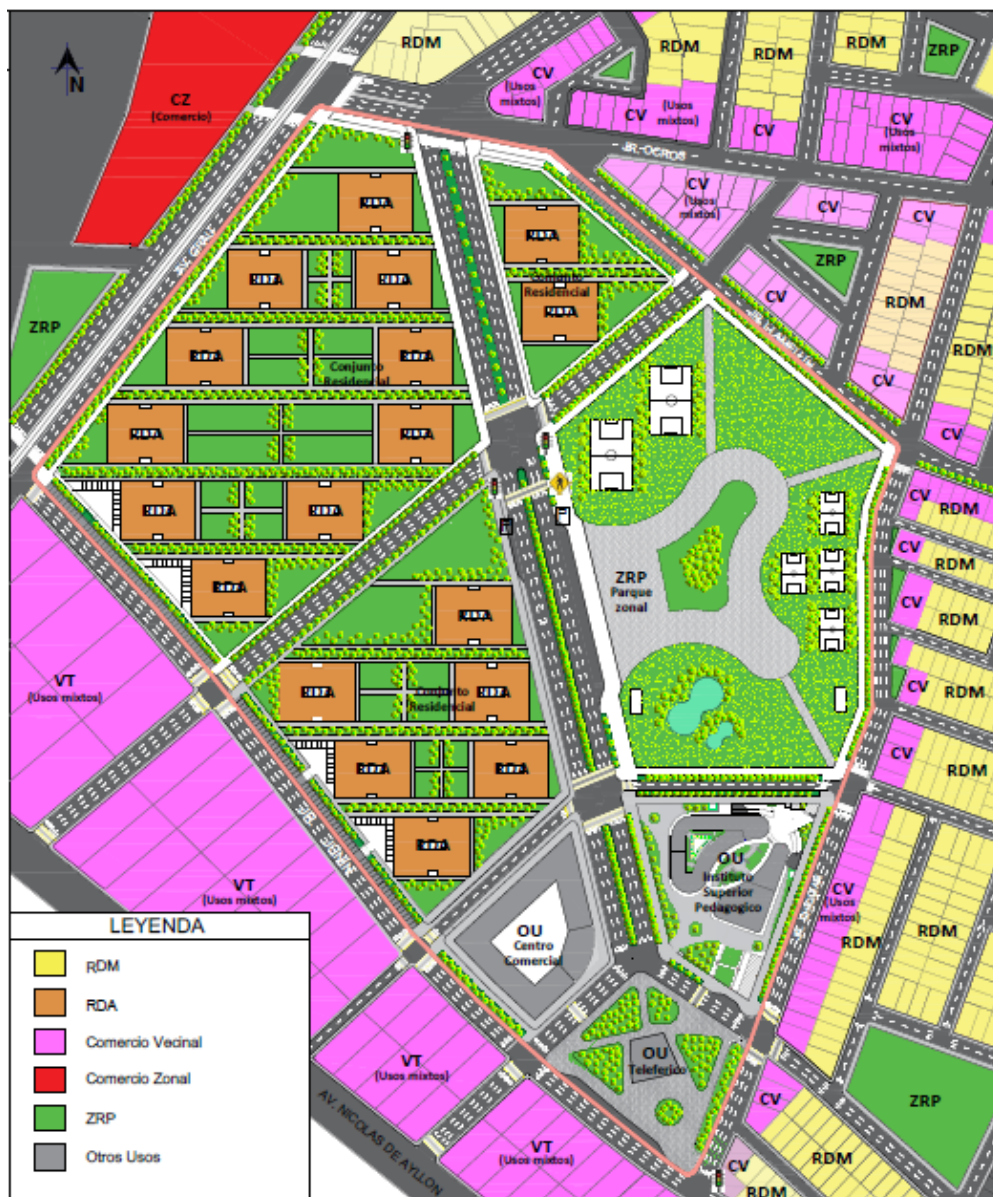 RDM
RDM
RDM
RDM
ZRP
CV
(Usos
mixtos)
CV
(Usos
mixtos)
CV
CV
(Usos
mixtos)
N
CZ
(Comercio)
JR. OCROS
CV
(Usos
mixtos)
CV
RDA
RDA
ZRP
CV
RDA
RDA
Conjunto
Residencial
RDA
RDM
ZRP
RDA
RDA
Conjunto
Residencial
RDM
CV
RDA
RDA
CV
CV
RDM
RDA
RDA
CV
RDM
ZRP
Parque
zonal
RDA
CV
RDM
RDA
CV
RDM
VT
(Usos mixtos)
RDA
RDA
Conjunto
Residencial
CV
RDM
RDA
RDA
RDA
OU
Instituto
Superior
Pedagogico
VT
(Usos mixtos)
CV
(Usos
mixtos)
RDM
RDM
OU
Centro
Comercial
OU
Teleferico
VT
(Usos mixtos)
CV
ZRP
AV. NICOLAS DE AYLLON
VT
(Usos mixtos)
CV
RDM
RDM
LEYENDA
RDM
RDA
Comercio Vecinal
Comercio Zonal
ZRP
Otros Usos